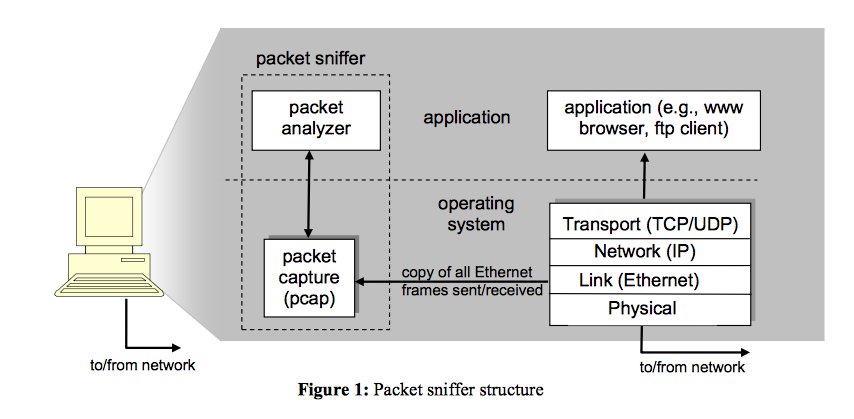 packet sniffer
packet
analyzer
application
application (e.g., www
browser, ftp client)
operating
system
packet
capture
(pcap)
copy of all Ethernet
frames sent/received
Transport (TCP/UDP)
Network (IP)
Link (Ethernet)
Physical
to/from network
to/from network
Figure 1: Packet sniffer structure